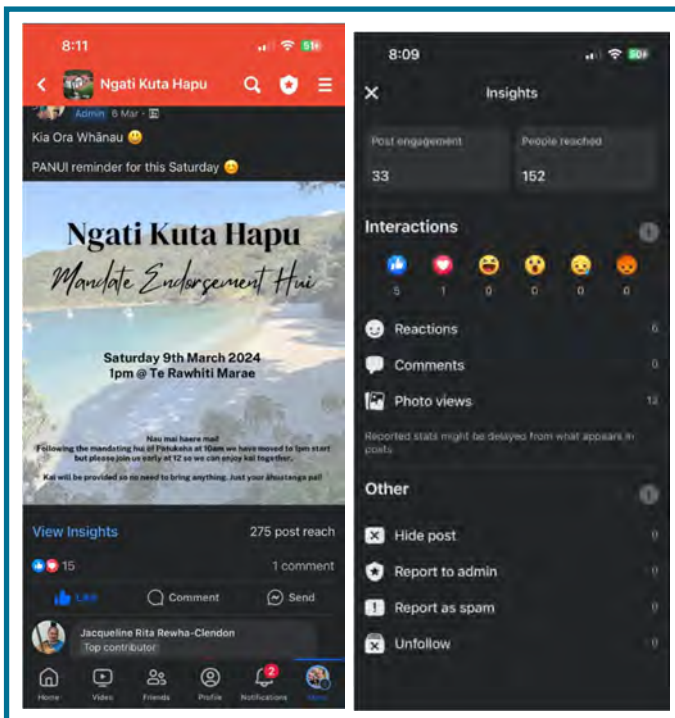 8:11
51
Ngati Kuta Hapu
Admin 6 Mar
Kia Ora Whānau
PANUI reminder for this Saturday
Ngati Kuta Hapu
Mandate Endorsement Hui
Saturday 9th March 2024
1pm @ Te Rawhiti Marae
Nau mai haere mai!
Following the mandating hui of Patukeha at 10am we have moved to 1pm start
but please join us early at 12 so we can enjoy kai together.
Kai will be provided so no need to bring anything. Just your āhuatanga pai!
View Insights 275 post reach
15 1 comment
Like Comment Send
Jacqueline Rita Rewha-Clendon
Top contributor
2
Home Video Friends Profile Notifications
8:09
50
Insights
Post engagement People reached
33 152
Interactions
5 1 0 0 0 0
Reactions 6
Comments 0
Photo views 12
Reported stats might be delayed from what appears in
posts
Other
Hide post 0
Report to admin 0
Report as spam 0
Unfollow 0